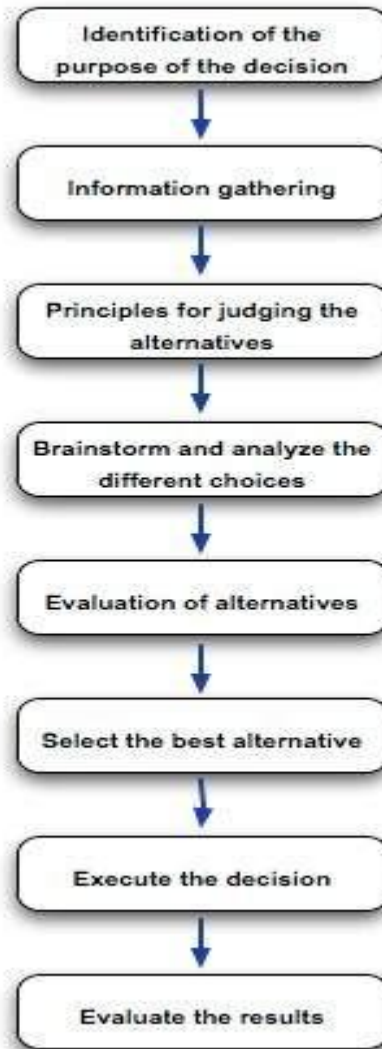 Identification of the
purpose of the decision
Information gathering
Principles for judging the
alternatives
Brainstorm and analyze the
different choices
Evaluation of alternatives
Select the best alternative
Execute the decision
Evaluate the results